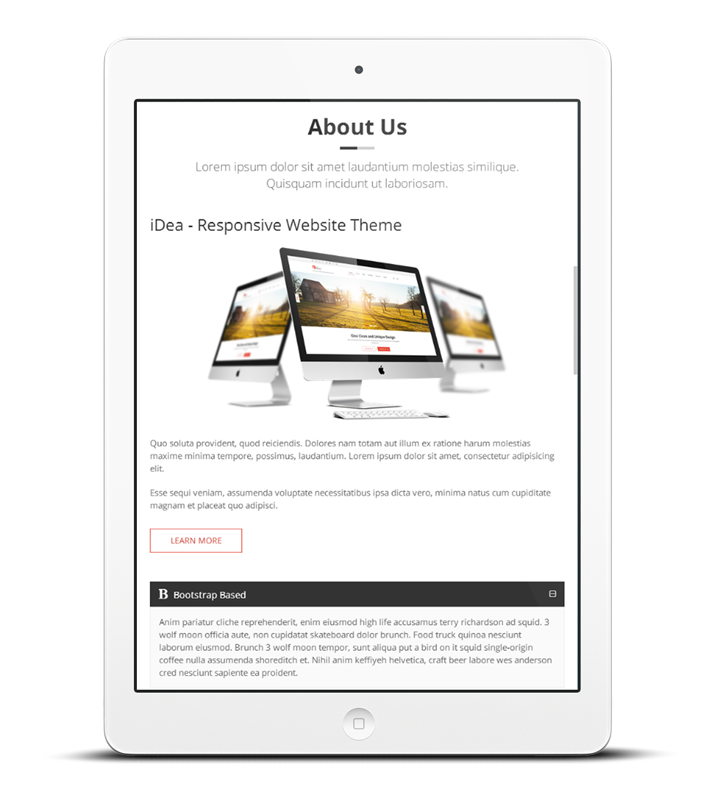 About Us
Lorem ipsum dolor sit amet laudantium molestias similique.
Quisquam incidunt ut laboriosam.
iDea - Responsive Website Theme
Quo soluta provident, quod reiciendis. Dolores nam totam aut illum ex ratione harum molestias
maxime minima tempore, possimus, laudantium. Lorem ipsum dolor sit amet, consectetur adipisicing
elit.
Esse sequi veniam, assumenda voluptate necessitatibus ipsa dicta vero, minima natus cum cupiditate
magnam et placeat quo adipisci.
LEARN MORE
B Bootstrap Based
Anim pariatur cliche reprehenderit, enim eiusmod high life accusamus terry richardson ad squid. 3
wolf moon officia aute, non cupidatat skateboard dolor brunch. Food truck quinoa nesciunt
laborum eiusmod. Brunch 3 wolf moon tempor, sunt aliqua put a bird on it squid single-origin
coffee nulla assumenda shoreditch et. Nihil anim keffiyeh helvetica, craft beer labore wes anderson
cred nesciunt sapiente ea proident.